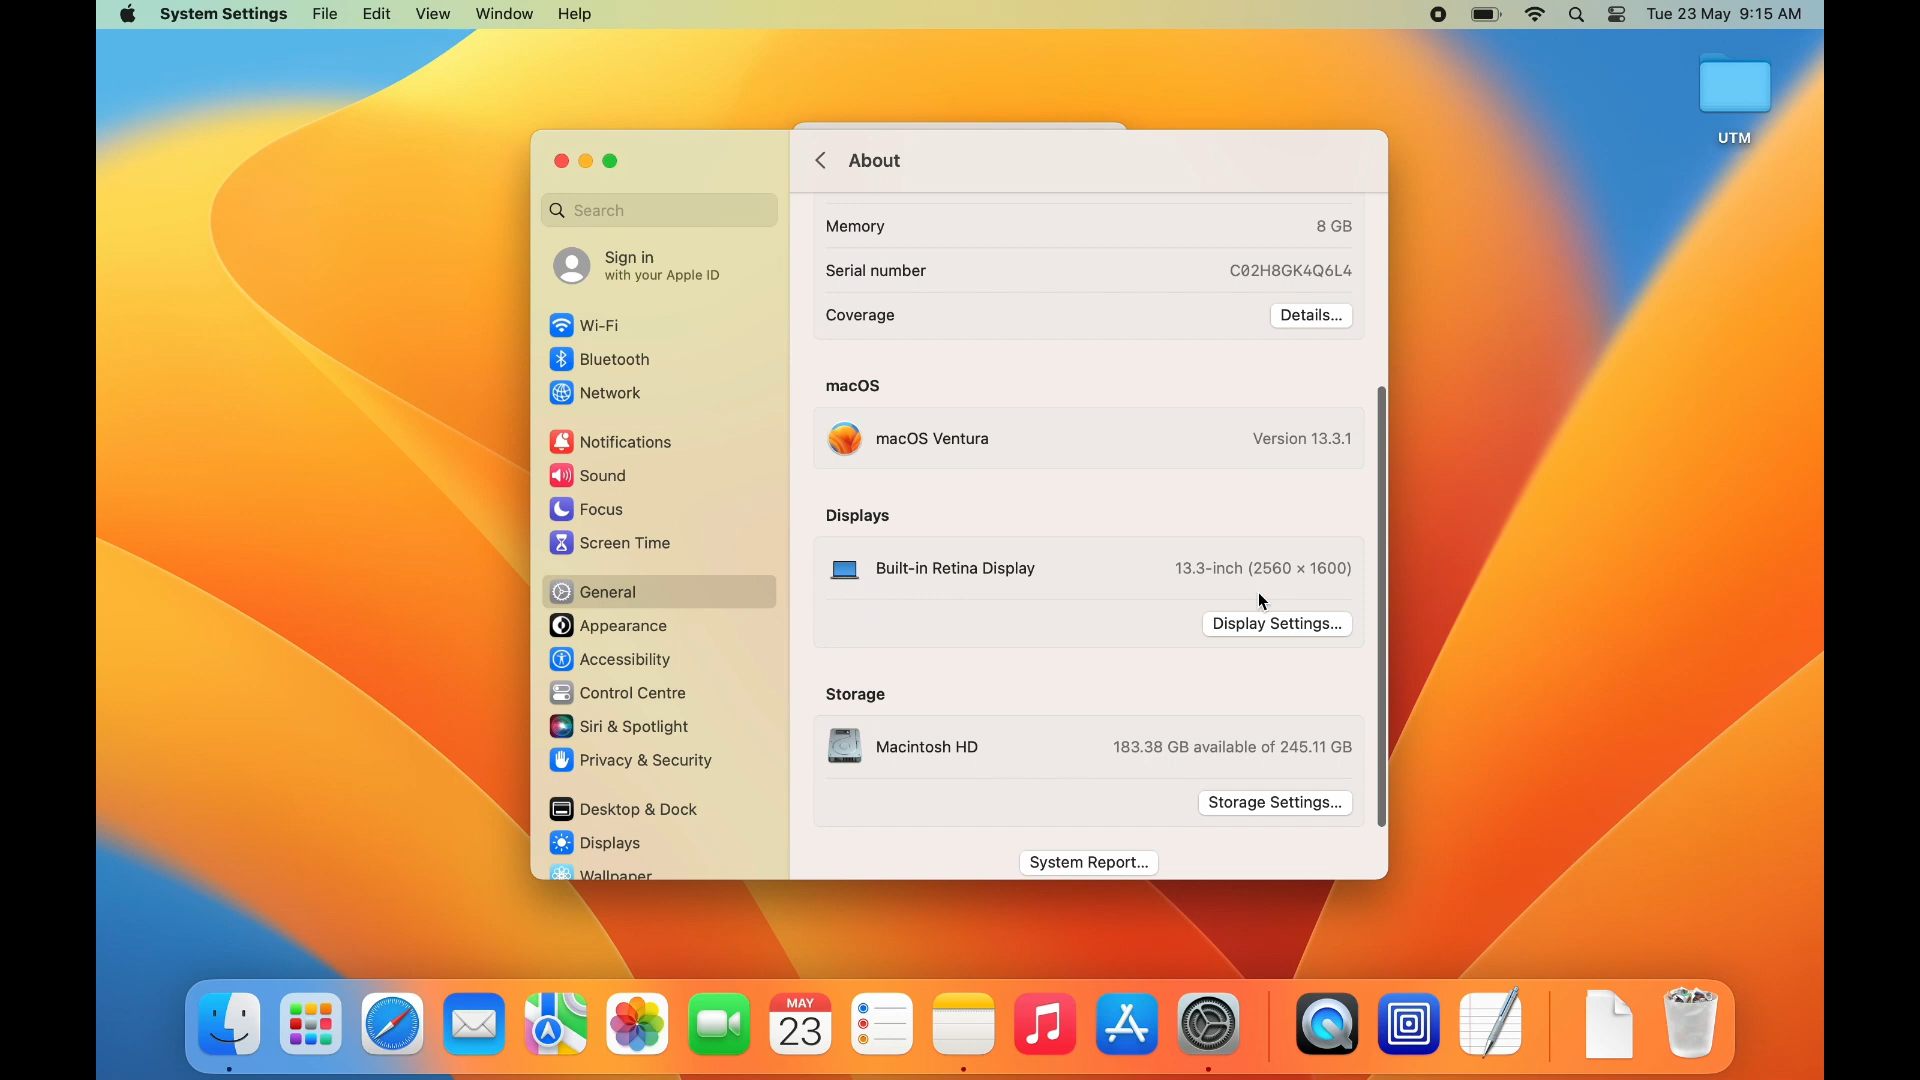 System Settings File Edit View Window Help Tue 23 May 9:15 AM
UTM
About
Search
Sign in
with your Apple ID
Wi-Fi
Bluetooth
Network
Notifications
Sound
Focus
Screen Time
General
Appearance
Accessibility
Control Centre
Siri & Spotlight
Privacy & Security
Desktop & Dock
Displays
Wallpaper
Memory 8 GB
Serial number C02H8GK4Q6L4
Coverage Details...
macOS
macOS Ventura Version 13.3.1
Displays
Built-in Retina Display 13.3-inch (2560 × 1600)
Display Settings...
Storage
Macintosh HD 183.38 GB available of 245.11 GB
Storage Settings...
System Report...
MAY
23